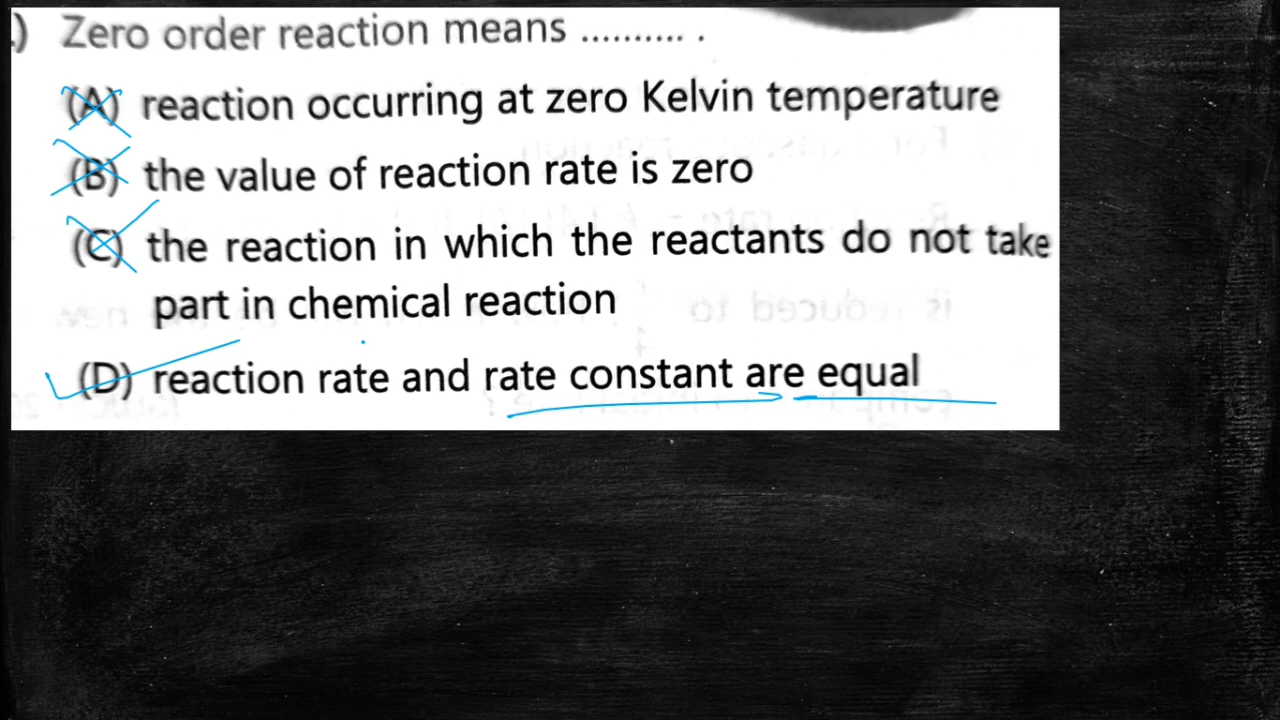 .) Zero order reaction means .......... .
(A) reaction occurring at zero Kelvin temperature
(B) the value of reaction rate is zero
(C) the reaction in which the reactants do not take
part in chemical reaction
(D) reaction rate and rate constant are equal